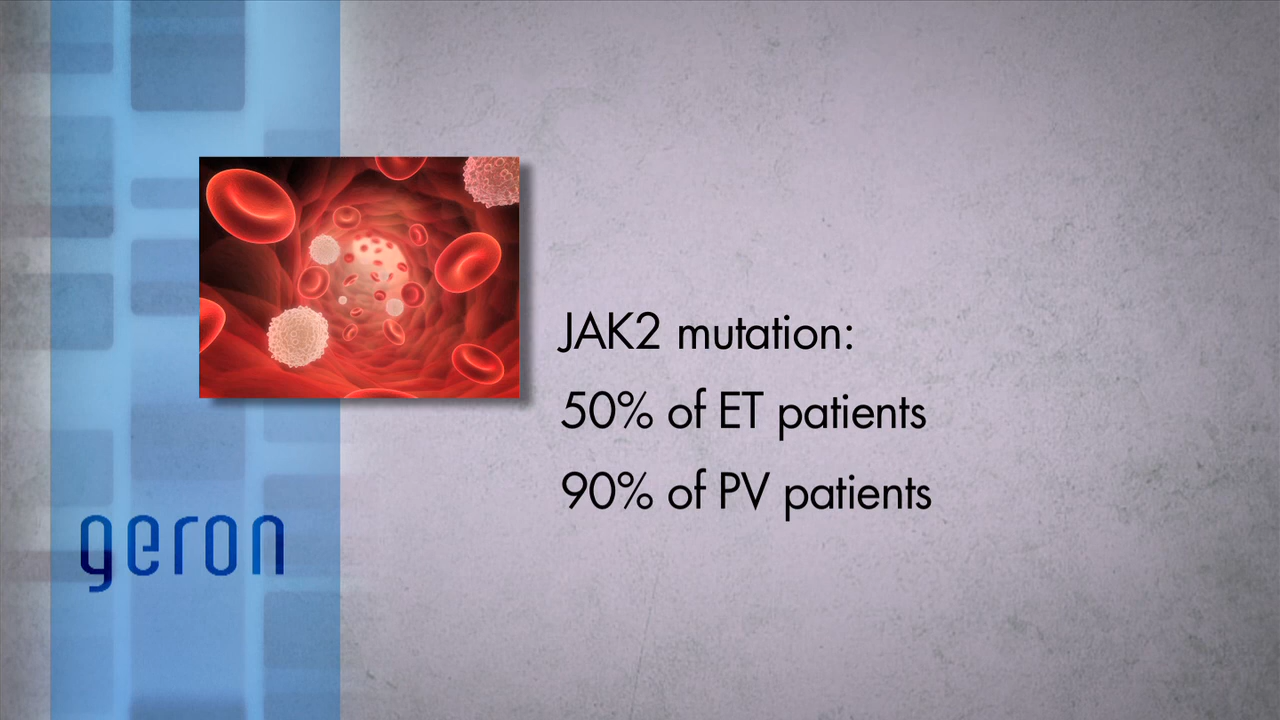 JAK2 mutation:
50% of ET patients
90% of PV patients
geron